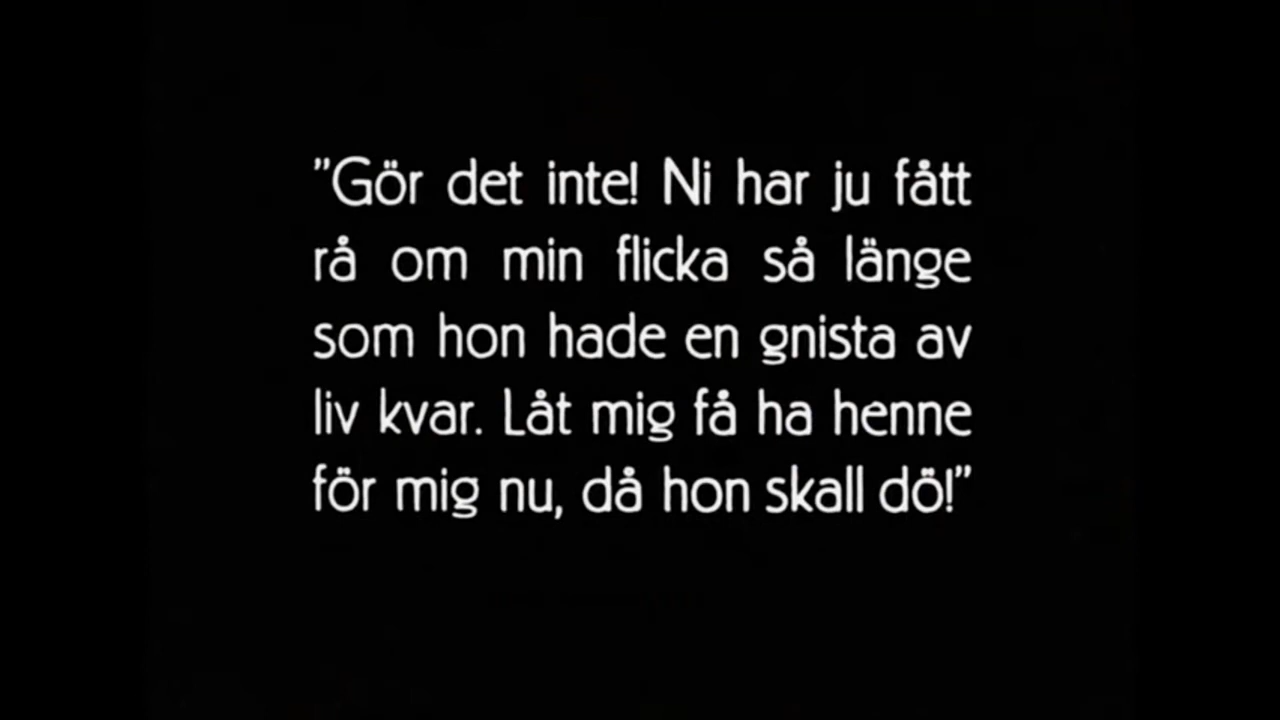 ”Gör det inte! Ni har ju fått
rå om min flicka så länge
som hon hade en gnista av
liv kvar. Låt mig få ha henne
för mig nu, då hon skall dö!”